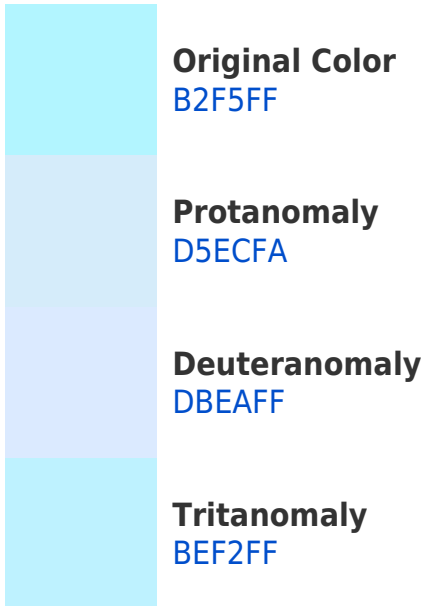 Original Color
B2F5FF
Protanomaly
D5ECFA
Deuteranomaly
DBEAFF
Tritanomaly
BEF2FF